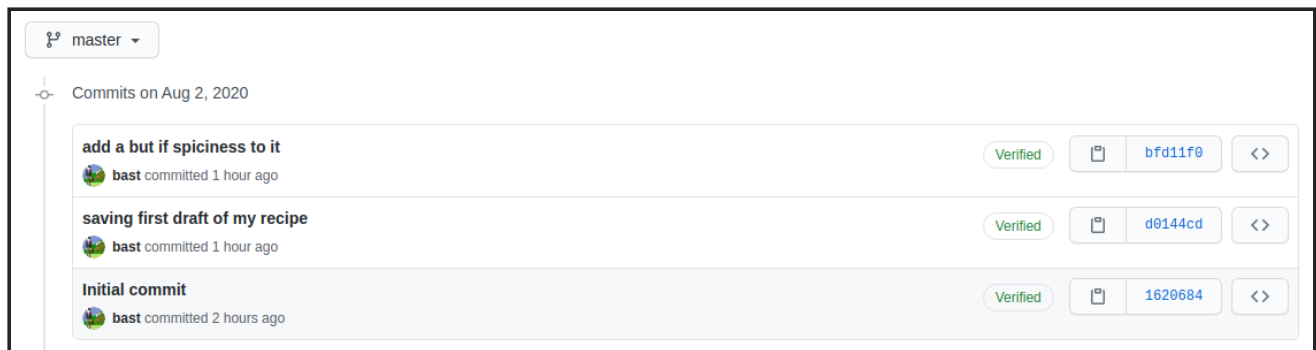 master
Commits on Aug 2, 2020
add a but if spiciness to it
Verified
bfd11f0
bast committed 1 hour ago
saving first draft of my recipe
Verified
d0144cd
bast committed 1 hour ago
Initial commit
Verified
1620684
bast committed 2 hours ago